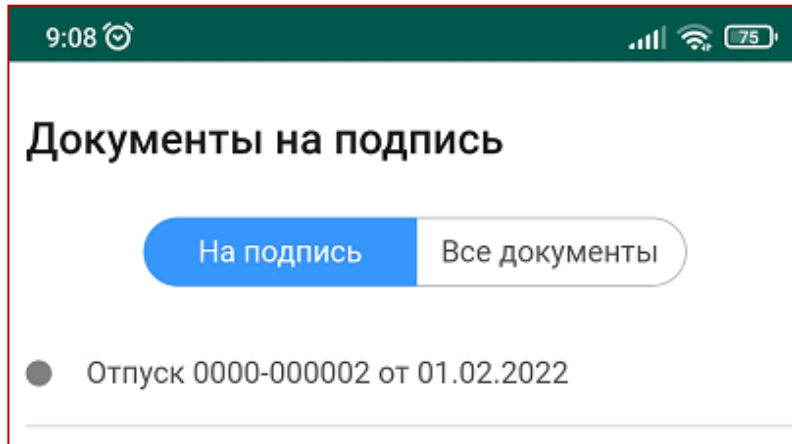 9:08 75
Документы на подпись
На подпись Все документы
Отпуск 0000-000002 от 01.02.2022